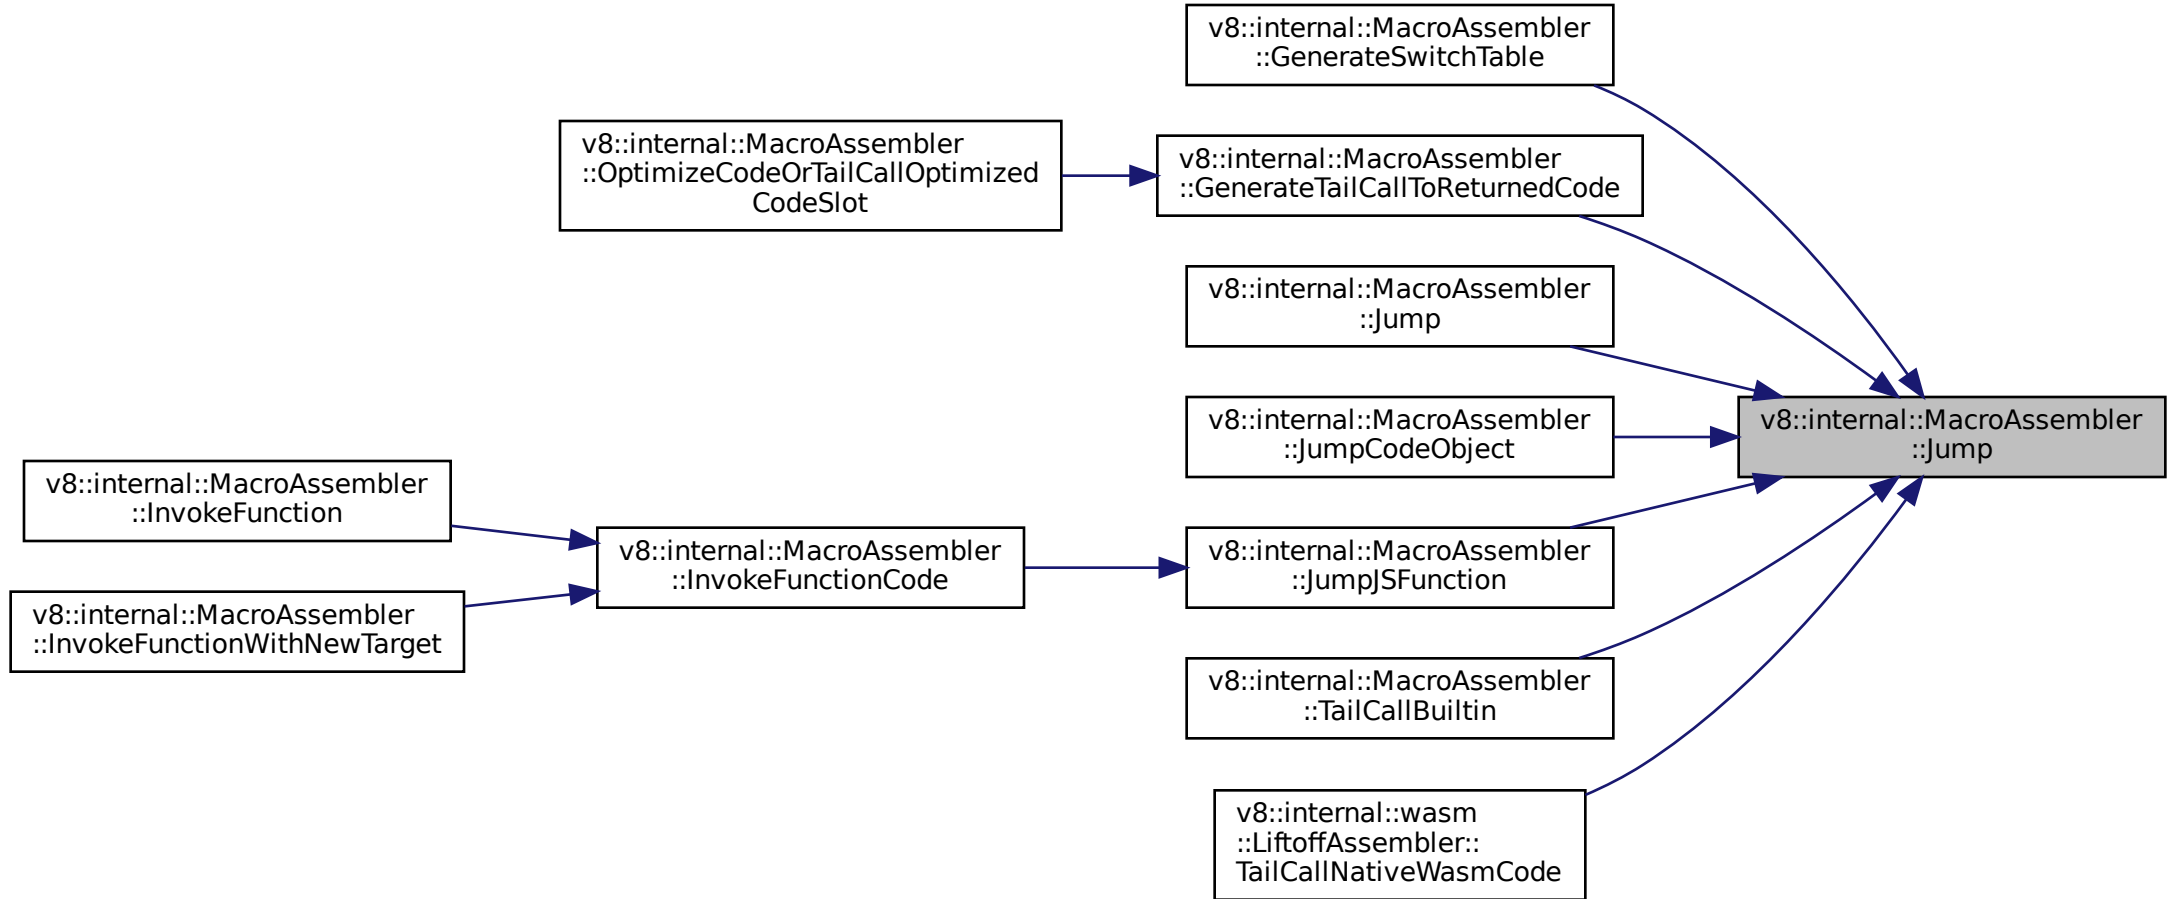 v8::internal::MacroAssembler
::GenerateSwitchTable
v8::internal::MacroAssembler
::OptimizeCodeOrTailCallOptimized
CodeSlot
v8::internal::MacroAssembler
::GenerateTailCallToReturnedCode
v8::internal::MacroAssembler
::Jump
v8::internal::MacroAssembler
::JumpCodeObject
v8::internal::MacroAssembler
::Jump
v8::internal::MacroAssembler
::InvokeFunction
v8::internal::MacroAssembler
::InvokeFunctionWithNewTarget
v8::internal::MacroAssembler
::InvokeFunctionCode
v8::internal::MacroAssembler
::JumpJSFunction
v8::internal::MacroAssembler
::TailCallBuiltin
v8::internal::wasm
::LiftoffAssembler::
TailCallNativeWasmCode